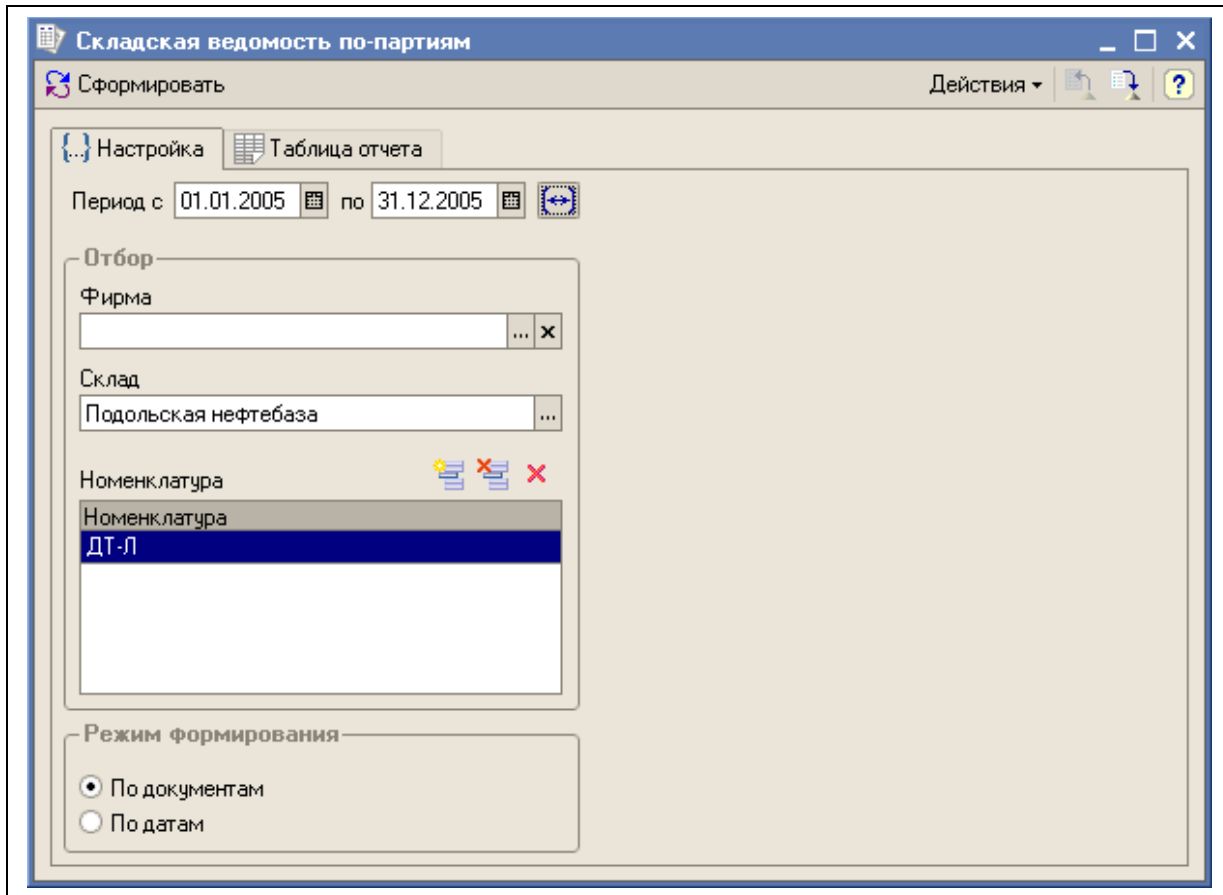 Складская ведомость по-партиям
Сформировать Действия ?
{...} Настройка Таблица отчета
Период с 01.01.2005 по 31.12.2005
Отбор
Фирма
... x
Склад
Подольская нефтебаза ...
Номенклатура
Номенклатура
ДТ-Л
Режим формирования
По документам
По датам